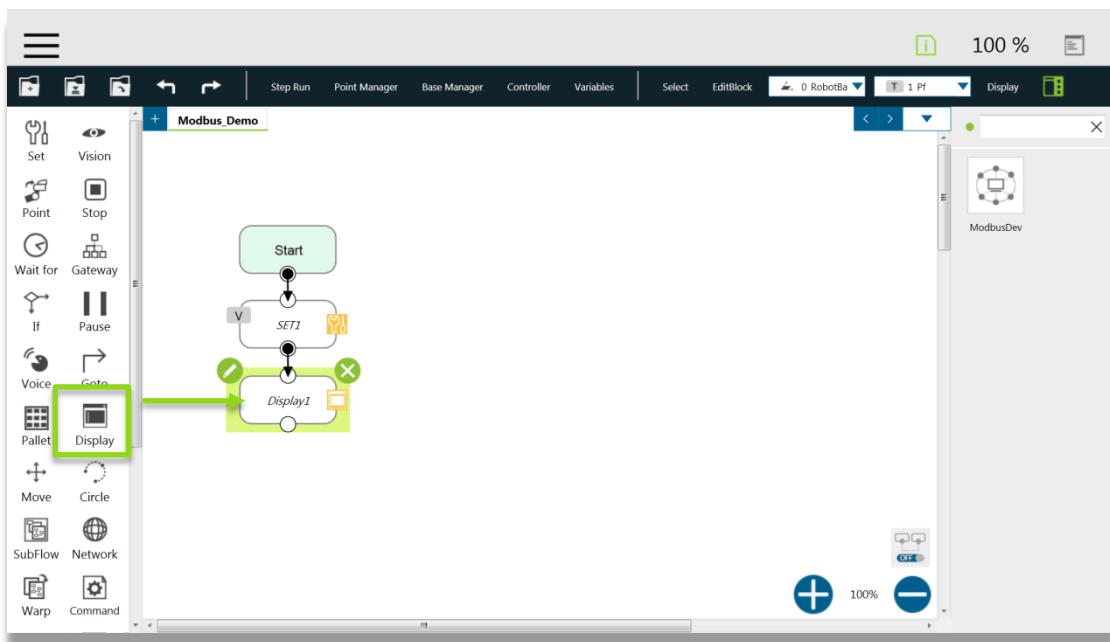 100 %
Step Run Point Manager Base Manager Controller Variables Select EditBlock 0 RobotBa T 1 Pf Display
+ Modbus_Demo
Set Vision
Point Stop
Wait for Gateway
If Pause
Voice Goto
Pallet Display
Move Circle
SubFlow Network
Warp Command
Start
V SET1
Display1
OFF
100%
ModbusDev